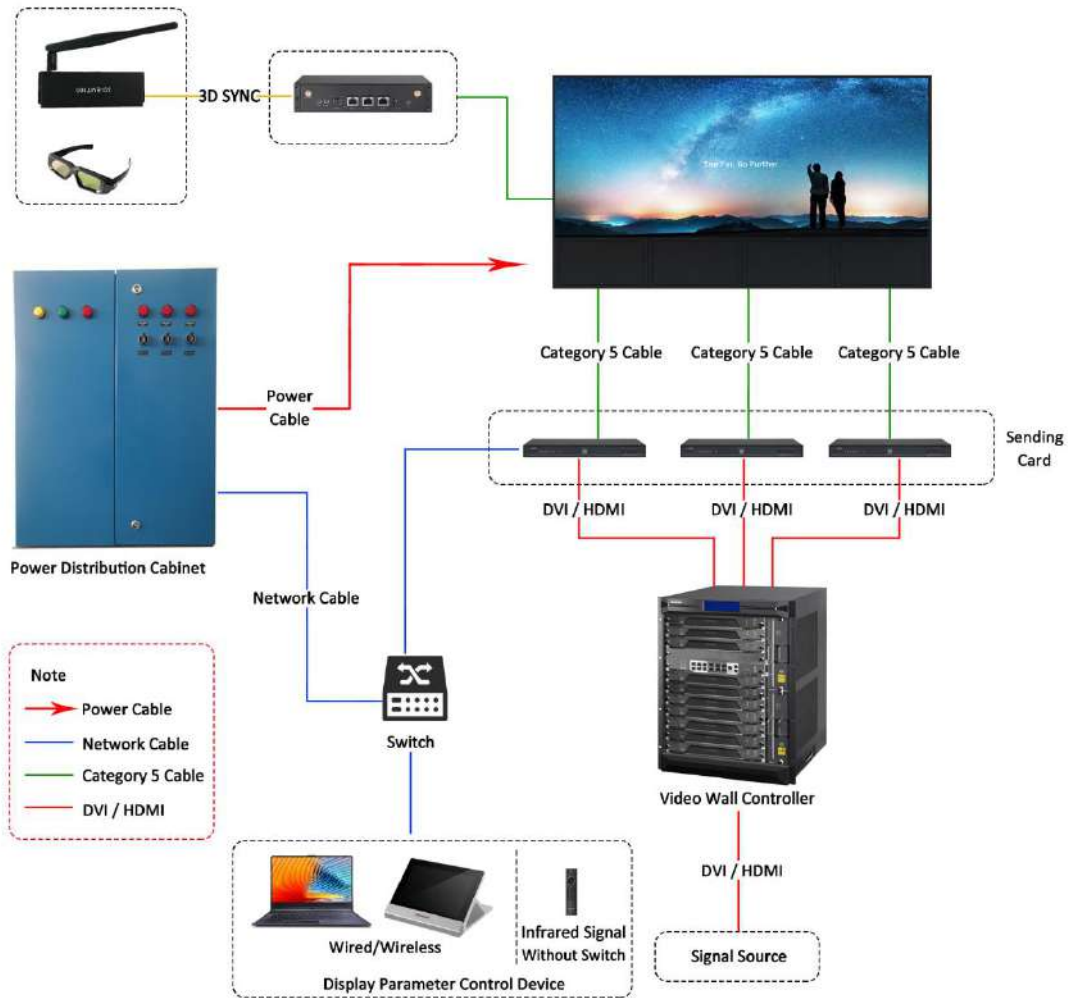 3D SYNC
See Far, Go Further
Category 5 Cable
Category 5 Cable
Category 5 Cable
Power
Cable
Sending
Card
DVI / HDMI
DVI / HDMI
DVI / HDMI
Power Distribution Cabinet
Network Cable
Note
Power Cable
Network Cable
Category 5 Cable
DVI / HDMI
Switch
Video Wall Controller
DVI / HDMI
Wired/Wireless
Infrared Signal
Without Switch
Display Parameter Control Device
Signal Source